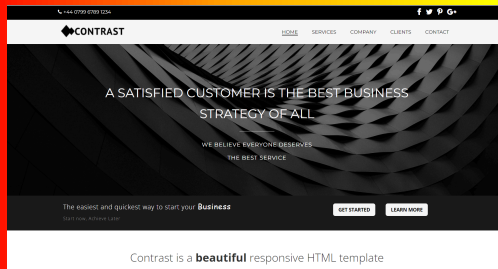 +44 0799 6789 1234
CONTRAST
HOME SERVICES COMPANY CLIENTS CONTACT
A SATISFIED CUSTOMER IS THE BEST BUSINESS
STRATEGY OF ALL
WE BELIEVE EVERYONE DESERVES
THE BEST SERVICE
The easiest and quickest way to start your Business
Start now, Achieve Later
GET STARTED LEARN MORE
Contrast is a beautiful responsive HTML template